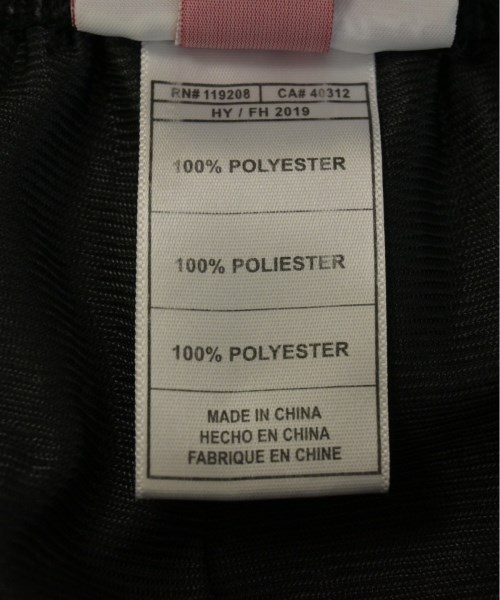 RN# 119208 CA# 40312
HY / FH 2019
100% POLYESTER
100% POLIESTER
100% POLYESTER
MADE IN CHINA
HECHO EN CHINA
FABRIQUE EN CHINE